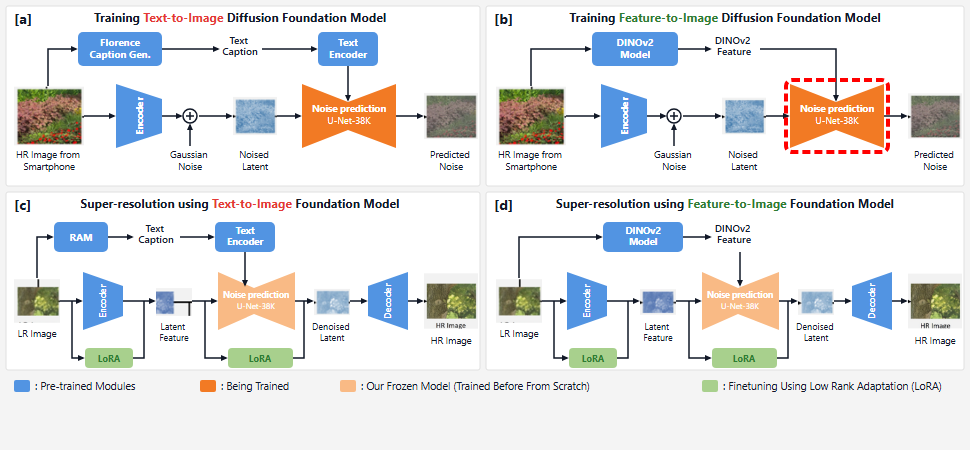 [a] Training Text-to-Image Diffusion Foundation Model
Florence
Caption Gen.
Text
Caption
Text
Encoder
Encoder
Noise prediction
U-Net-38K
HR Image from
Smartphone
Gaussian
Noise
Noised
Latent
Predicted
Noise
[b] Training Feature-to-Image Diffusion Foundation Model
DINOv2
Model
DINOv2
Feature
Encoder
Noise prediction
U-Net-38K
HR Image from
Smartphone
Gaussian
Noise
Noised
Latent
Predicted
Noise
[c] Super-resolution using Text-to-Image Foundation Model
RAM
Text
Caption
Text
Encoder
Encoder
Noise prediction
U-Net-38K
Decoder
LR Image
Latent
Feature
Denoised
Latent
HR Image
HR Image
LoRA
LoRA
[d] Super-resolution using Feature-to-Image Foundation Model
DINOv2
Model
DINOv2
Feature
Encoder
Noise prediction
U-Net-38K
Decoder
LR Image
Latent
Feature
Denoised
Latent
HR Image
HR Image
LoRA
LoRA
: Pre-trained Modules
: Being Trained
: Our Frozen Model (Trained Before From Scratch)
: Finetuning Using Low Rank Adaptation (LoRA)